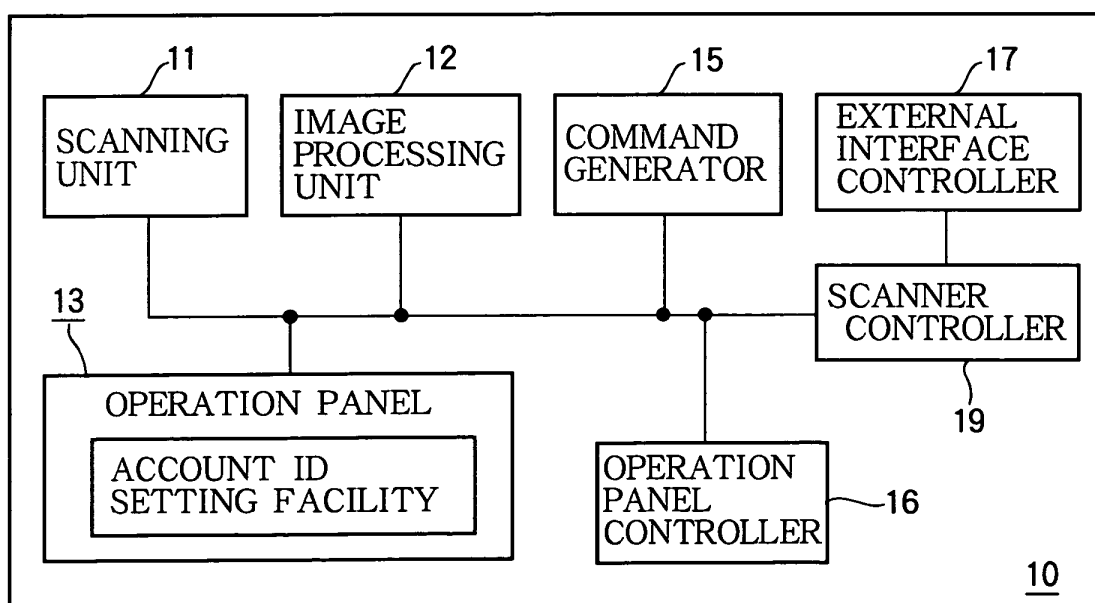 11
SCANNING
UNIT
12
IMAGE
PROCESSING
UNIT
15
COMMAND
GENERATOR
17
EXTERNAL
INTERFACE
CONTROLLER
13
OPERATION PANEL
ACCOUNT ID
SETTING FACILITY
SCANNER
CONTROLLER
19
OPERATION
PANEL
CONTROLLER
16
10